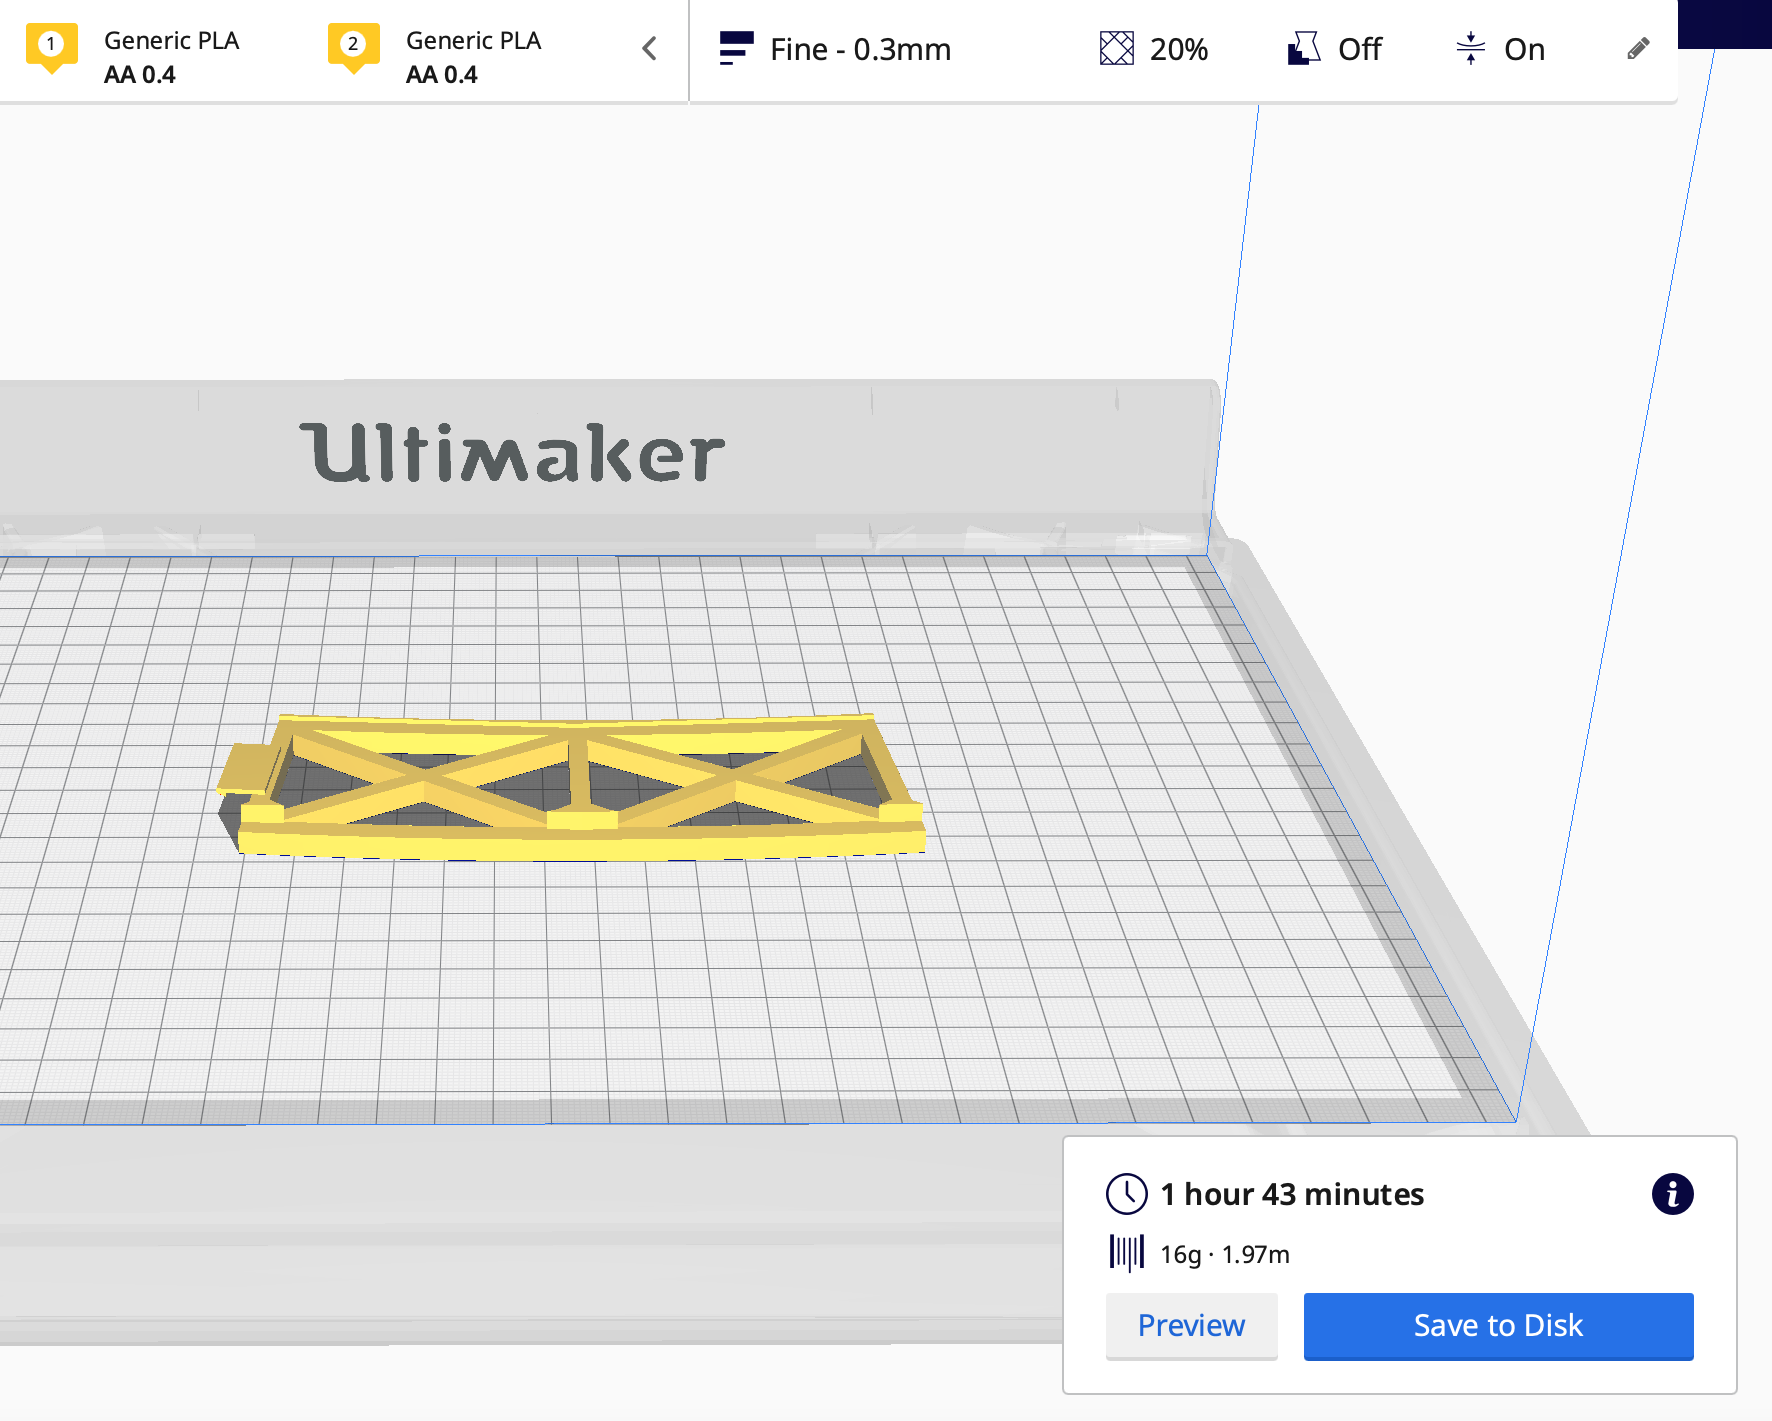 1 Generic PLA AA 0.4
2 Generic PLA AA 0.4
Fine - 0.3mm 20% Off On
Ultimaker
1 hour 43 minutes
16g · 1.97m
Preview Save to Disk